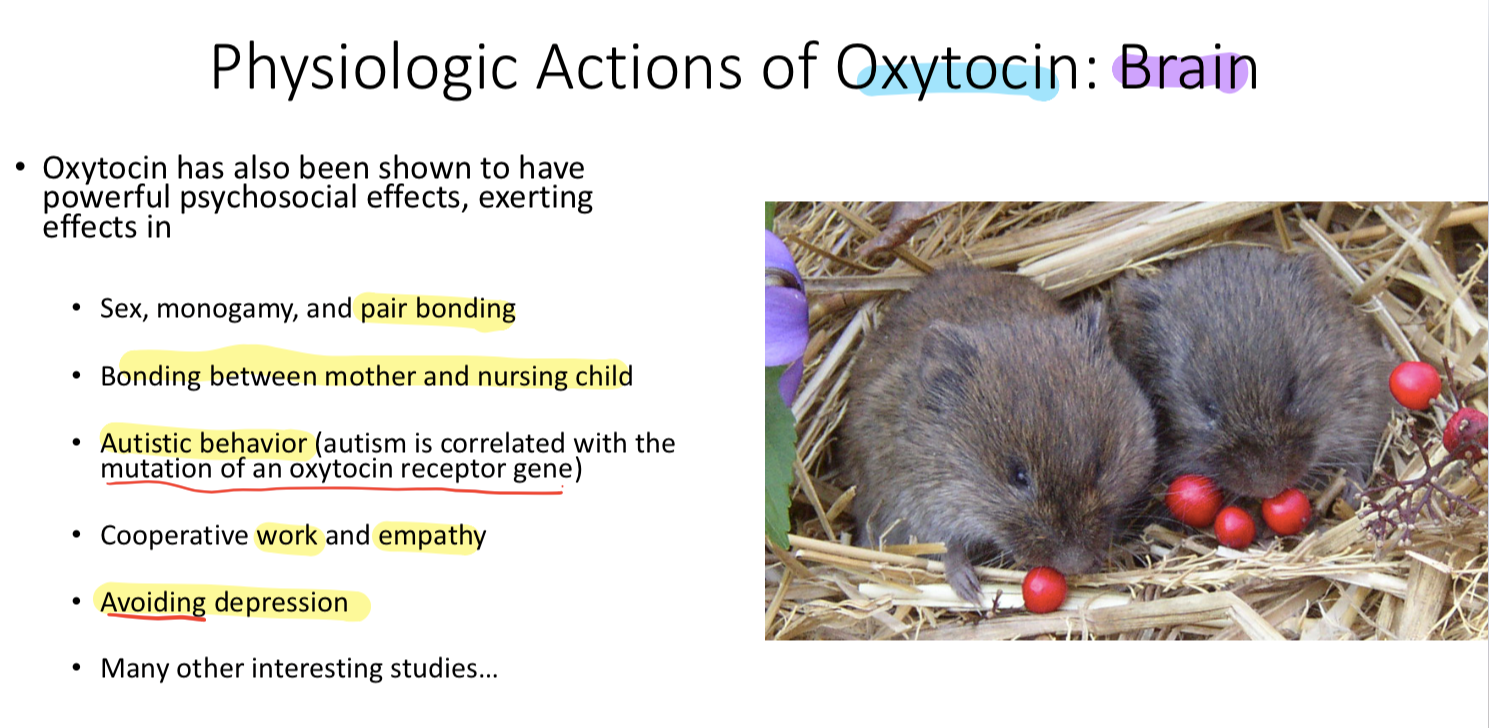 Physiologic Actions of Oxytocin: Brain
• Oxytocin has also been shown to have
powerful psychosocial effects, exerting
effects in
• Sex, monogamy, and pair bonding
• Bonding between mother and nursing child
• Autistic behavior (autism is correlated with the
mutation of an oxytocin receptor gene)
• Cooperative work and empathy
• Avoiding depression
• Many other interesting studies…